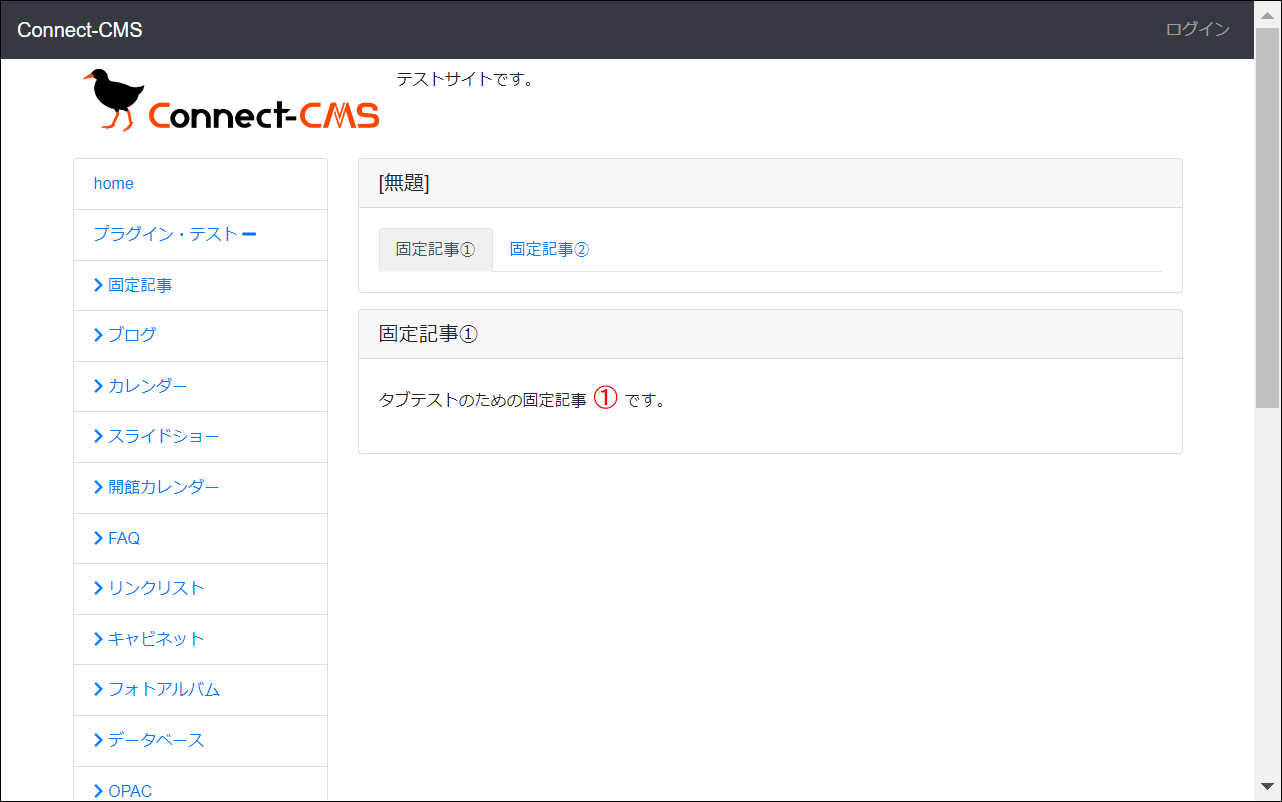 Connect-CMS
ログイン
Connect-CMS
テストサイトです。
home
プラグイン・テスト
固定記事
ブログ
カレンダー
スライドショー
開館カレンダー
FAQ
リンクリスト
キャビネット
フォトアルバム
データベース
OPAC
[無題]
固定記事① 固定記事②
固定記事①
タブテストのための固定記事 ① です。